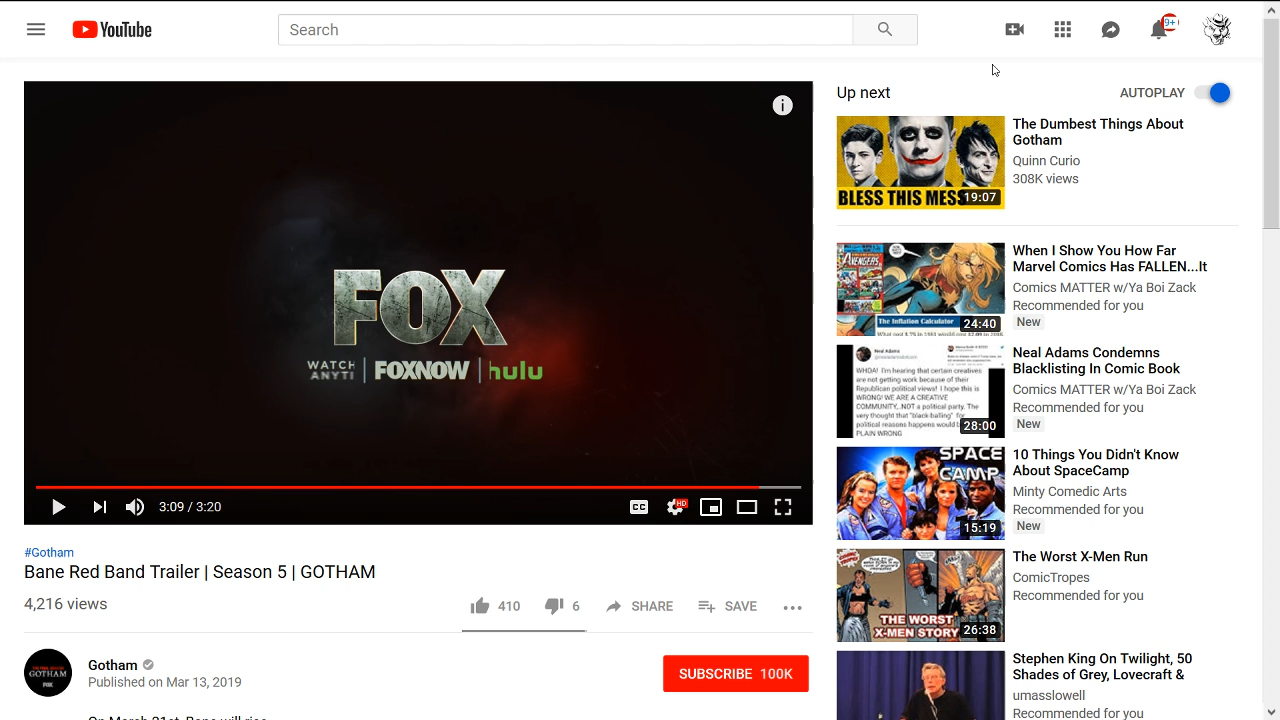 YouTube
Search
9+
FOX
WATCH
FOXNOW
hulu
3:09 / 3:20
CC
HD
#Gotham
Bane Red Band Trailer | Season 5 | GOTHAM
4,216 views
410
6
SHARE
SAVE
GOTHAM
FOX
Gotham
Published on Mar 13, 2019
SUBSCRIBE 100K
Up next
AUTOPLAY
BLESS THIS MESS
19:07
The Dumbest Things About
Gotham
Quinn Curio
308K views
AVENGERS
The Inflation Calculator
24:40
When I Show You How Far
Marvel Comics Has FALLEN...It
Comics MATTER w/Ya Boi Zack
Recommended for you
New
Neal Adams
WHOA! I'm hearing that certain creatives
are not getting work because of their
Republican political views! I hope this is
WRONG! WE ARE A CREATIVE
COMMUNITY..NOT a political party. The
very thought that "black-balling" for
political reasons happens would b
PLAIN WRONG
28:00
Neal Adams Condemns
Blacklisting In Comic Book
Comics MATTER w/Ya Boi Zack
Recommended for you
New
SPACE
CAMP
15:19
10 Things You Didn't Know
About SpaceCamp
Minty Comedic Arts
Recommended for you
New
THE WORST
X-MEN STORY
26:38
The Worst X-Men Run
ComicTropes
Recommended for you
Stephen King On Twilight, 50
Shades of Grey, Lovecraft &
umasslowell
Recommended for you